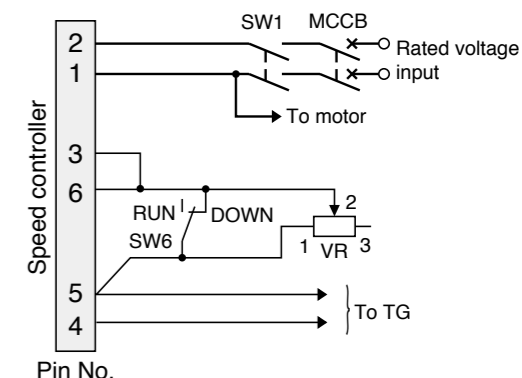 SW1 MCCB
2
Rated voltage
input
1
To motor
Speed controller
3
6
RUN DOWN
2
SW6
1 VR 3
5
To TG
4
Pin No.